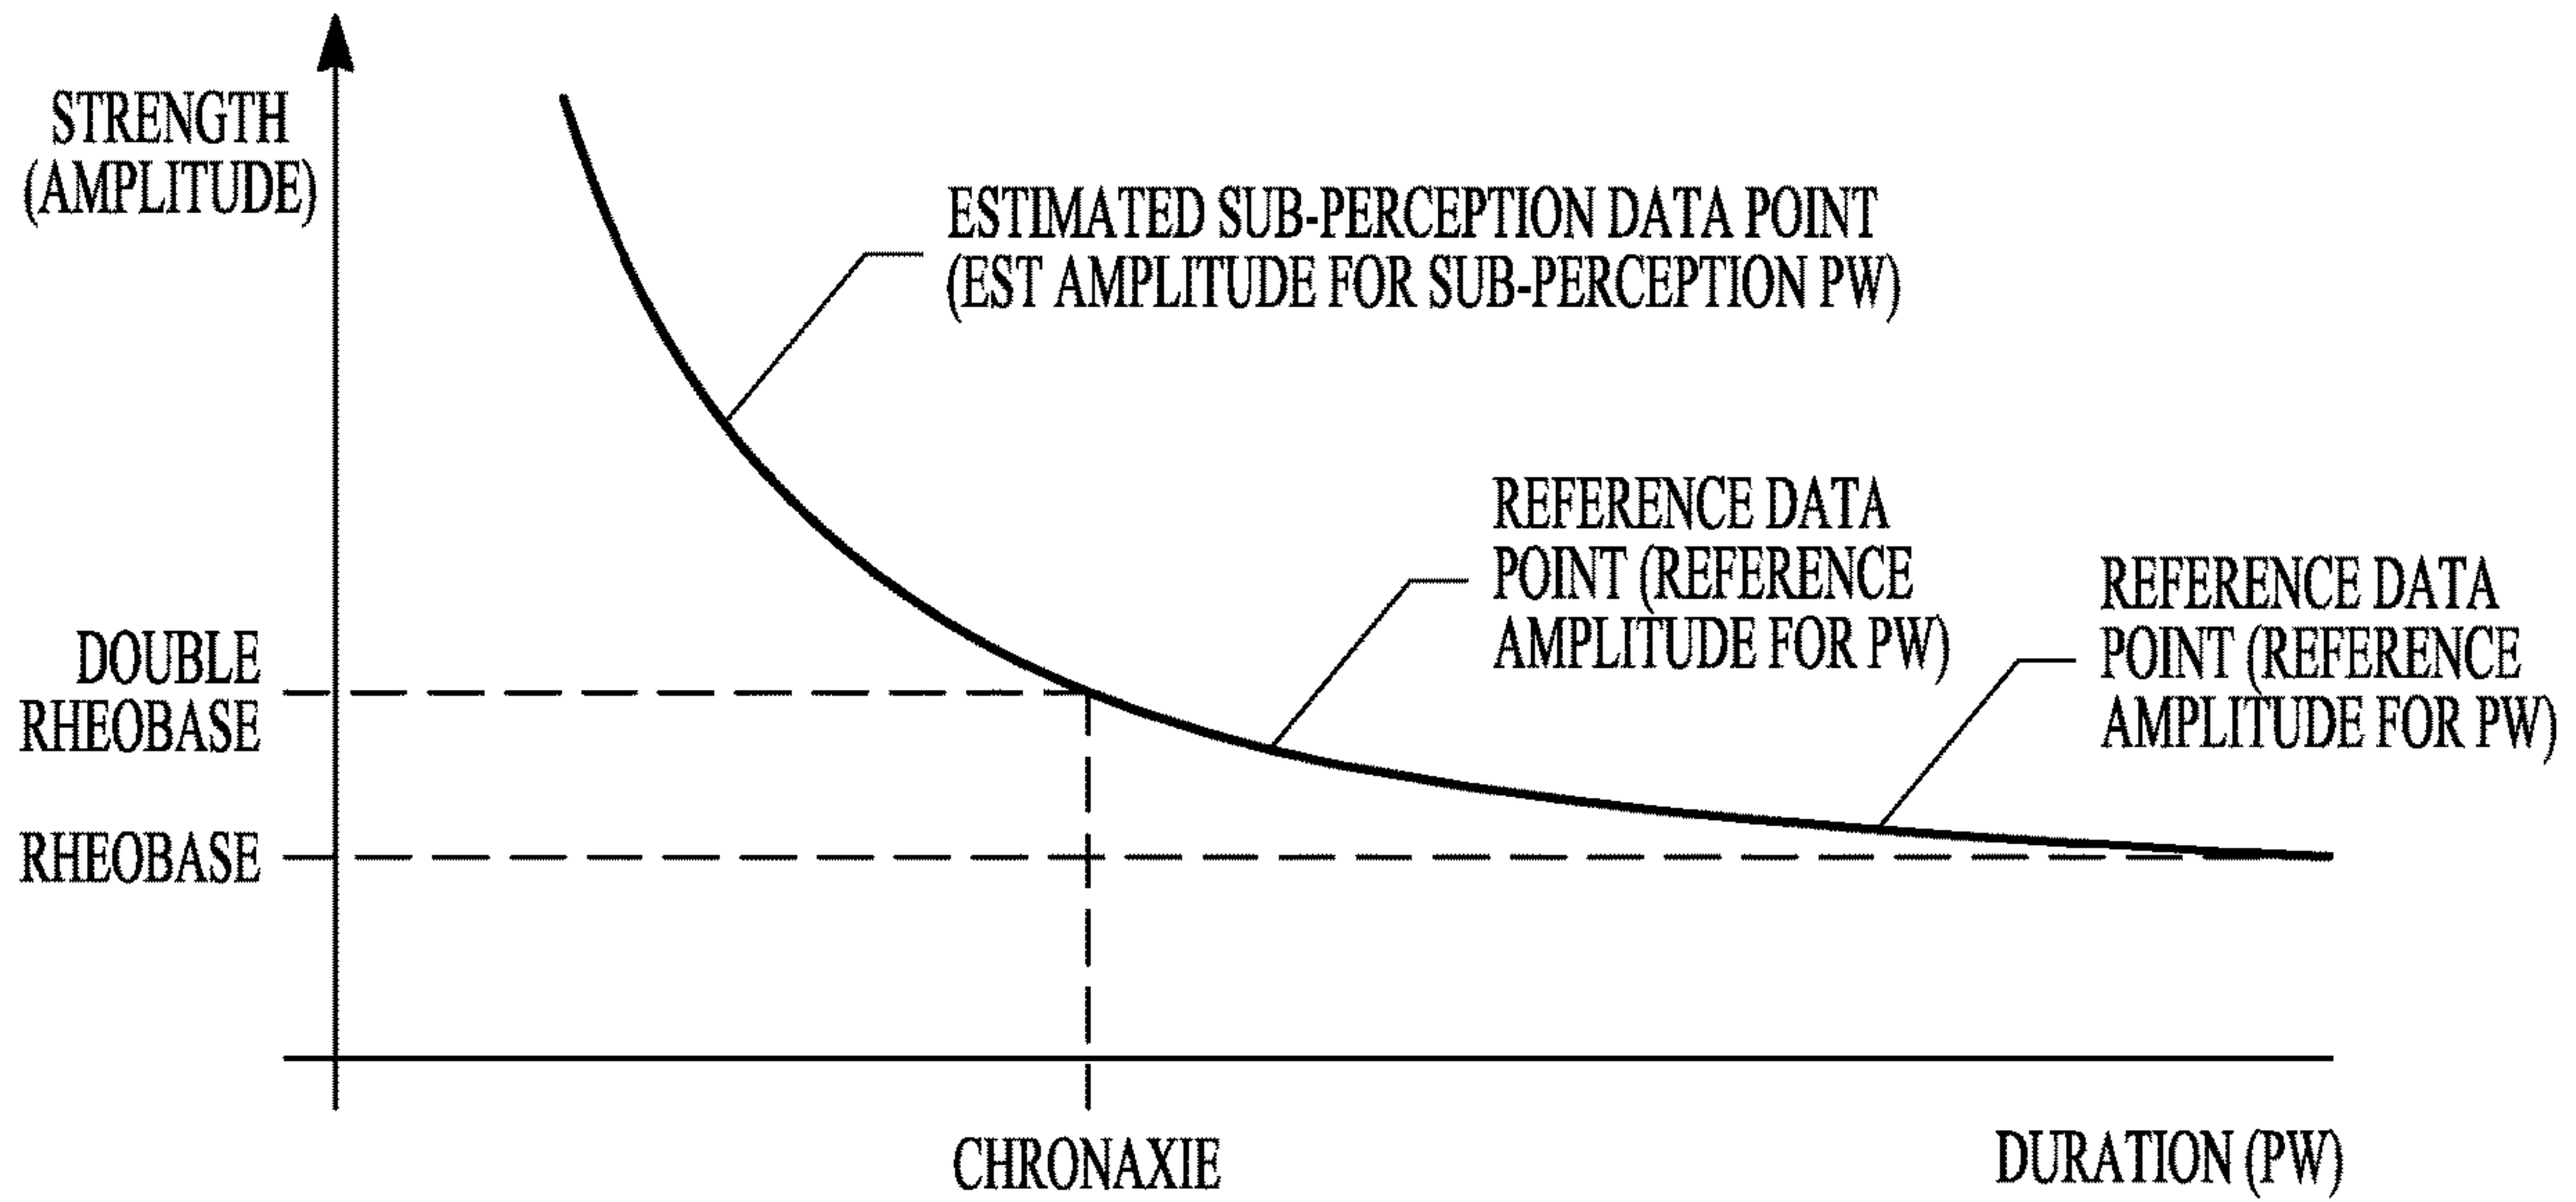 STRENGTH
(AMPLITUDE)
ESTIMATED SUB-PERCEPTION DATA POINT
(EST AMPLITUDE FOR SUB-PERCEPTION PW)
REFERENCE DATA
POINT (REFERENCE
AMPLITUDE FOR PW)
REFERENCE DATA
POINT (REFERENCE
AMPLITUDE FOR PW)
DOUBLE
RHEOBASE
RHEOBASE
CHRONAXIE
DURATION (PW)